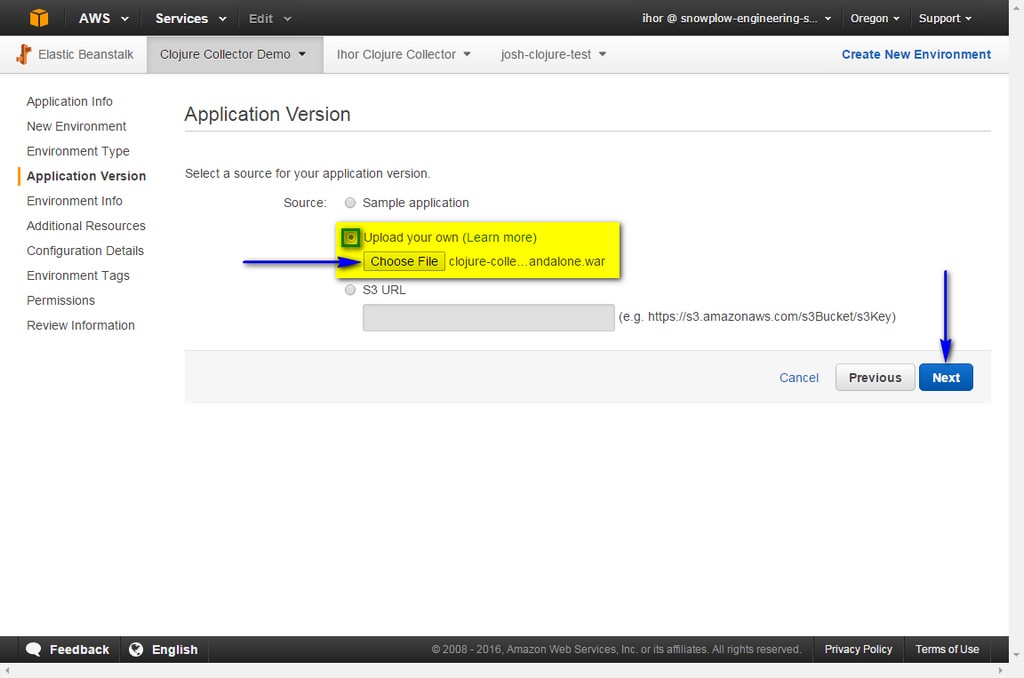 AWS Services Edit ihor @ snowplow-engineering-s... Oregon Support
Elastic Beanstalk Clojure Collector Demo Ihor Clojure Collector josh-clojure-test Create New Environment
Application Info
New Environment
Environment Type
Application Version
Environment Info
Additional Resources
Configuration Details
Environment Tags
Permissions
Review Information
Application Version
Select a source for your application version.
Source: Sample application
Upload your own (Learn more)
Choose File clojure-colle…andalone.war
S3 URL
(e.g. https://s3.amazonaws.com/s3Bucket/s3Key)
Cancel Previous Next
Feedback English © 2008 - 2016, Amazon Web Services, Inc. or its affiliates. All rights reserved. Privacy Policy Terms of Use